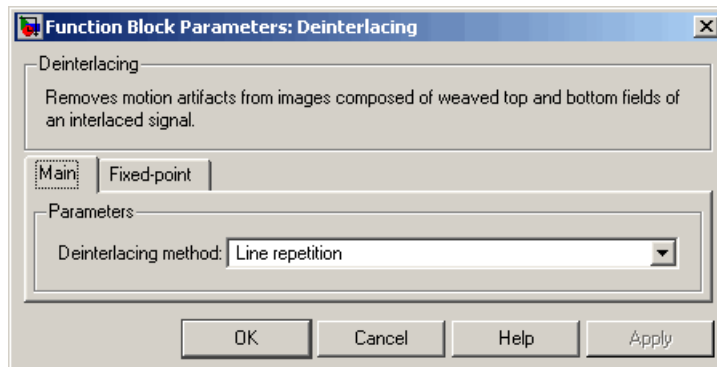 Function Block Parameters: Deinterlacing
Deinterlacing
Removes motion artifacts from images composed of weaved top and bottom fields of
an interlaced signal.
Main Fixed-point
Parameters
Deinterlacing method: Line repetition
OK Cancel Help Apply